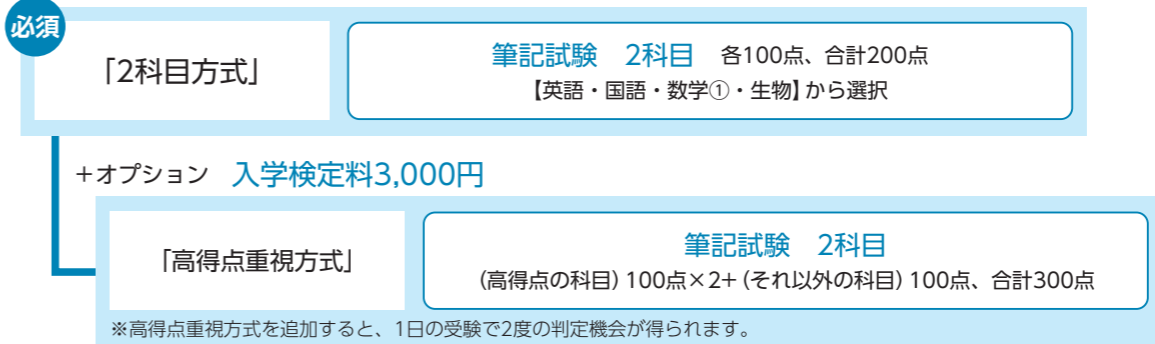 必須
「2科目方式」
筆記試験　2科目　各100点、合計200点
【英語・国語・数学①・生物】から選択
＋オプション　入学検定料3,000円
「高得点重視方式」
筆記試験　2科目
（高得点の科目）100点×2＋（それ以外の科目）100点、合計300点
※高得点重視方式を追加すると、1日の受験で2度の判定機会が得られます。